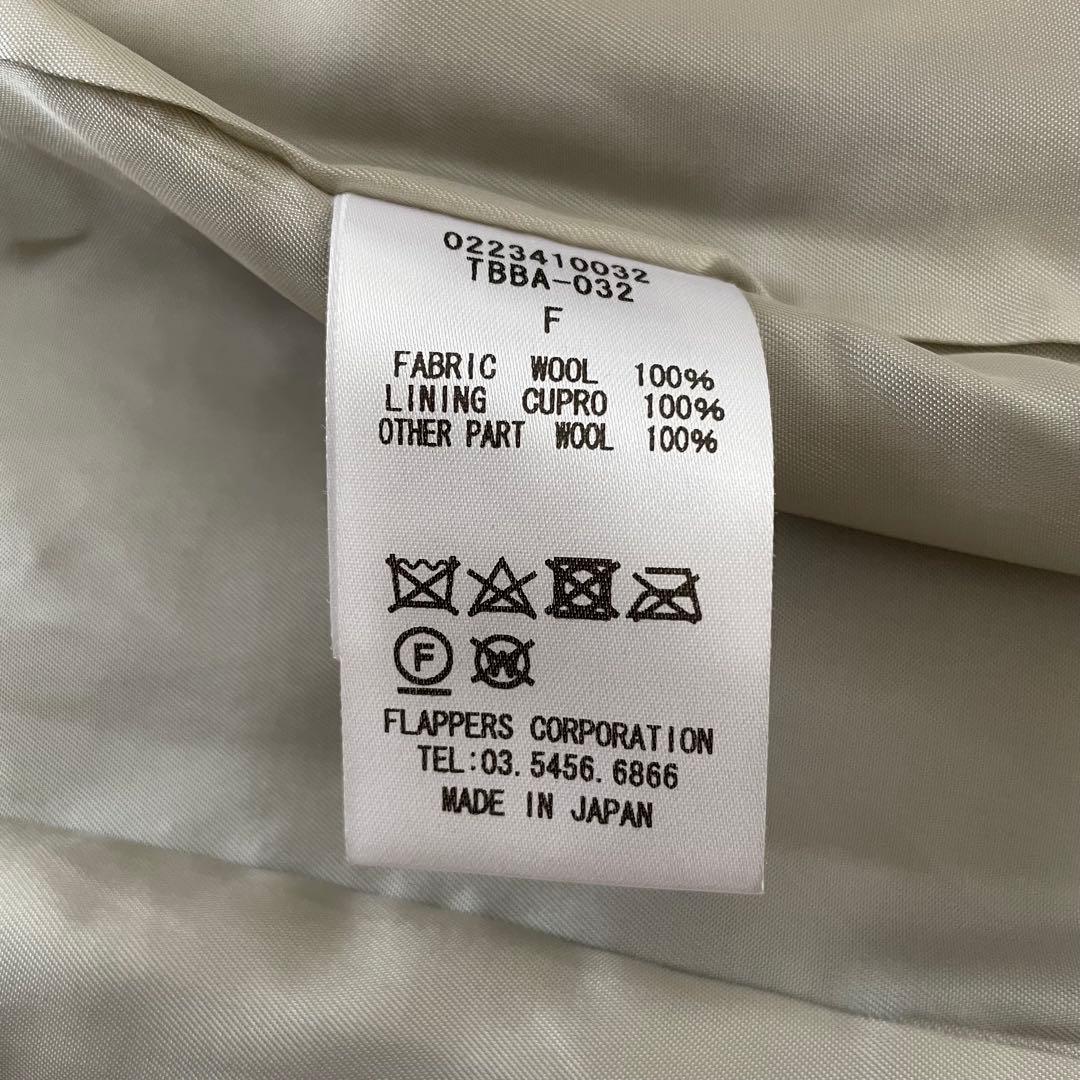 0223410032
TBBA-032
F
FABRIC WOOL 100%
LINING CUPRO 100%
OTHER PART WOOL 100%
F W
FLAPPERS CORPORATION
TEL:03.5456.6866
MADE IN JAPAN